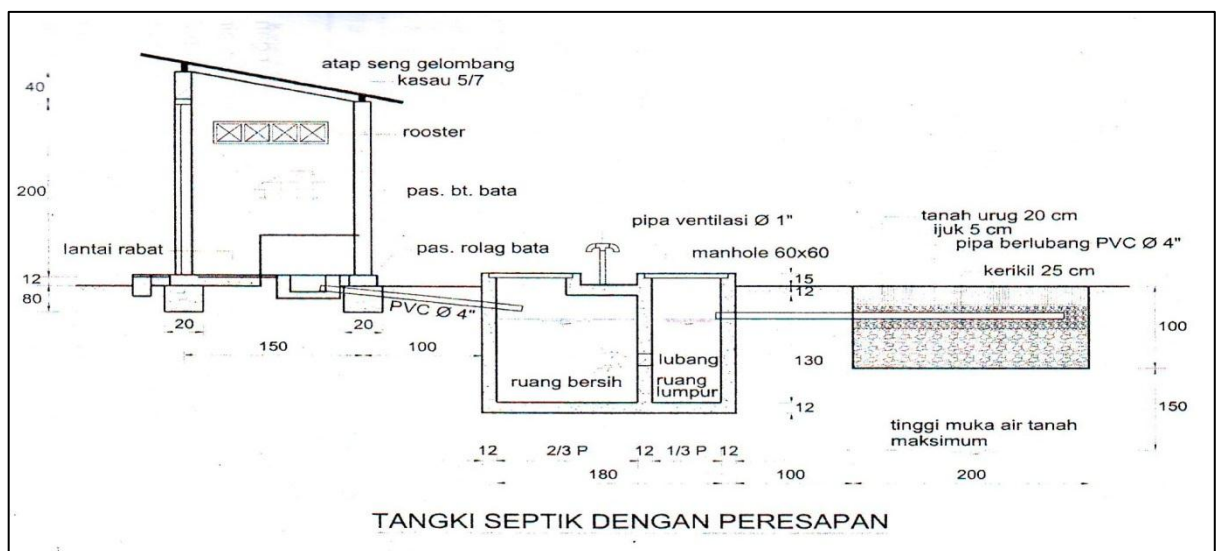 atap seng gelombang
kasau 5/7
40
rooster
200
pas. bt. bata
lantai rabat
pas. rolag bata
12
80
20
20
150
100
PVC Ø 4"
pipa ventilasi Ø 1"
manhole 60x60
15
12
tanah urug 20 cm
ijuk 5 cm
pipa berlubang PVC Ø 4"
kerikil 25 cm
100
ruang bersih
lubang
ruang
lumpur
130
12
150
tinggi muka air tanah
maksimum
12
2/3 P
12
1/3 P
12
180
100
200
TANGKI SEPTIK DENGAN PERESAPAN